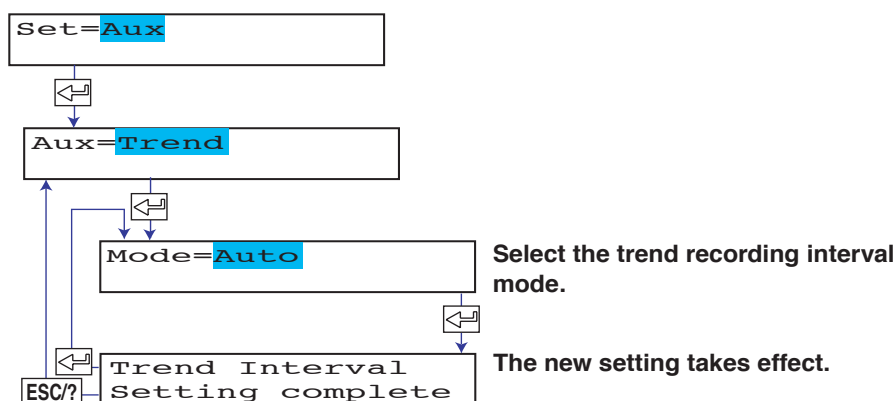 Set=Aux
Aux=Trend
Mode=Auto
Select the trend recording interval
mode.
Trend Interval
Setting complete
The new setting takes effect.
ESC/?